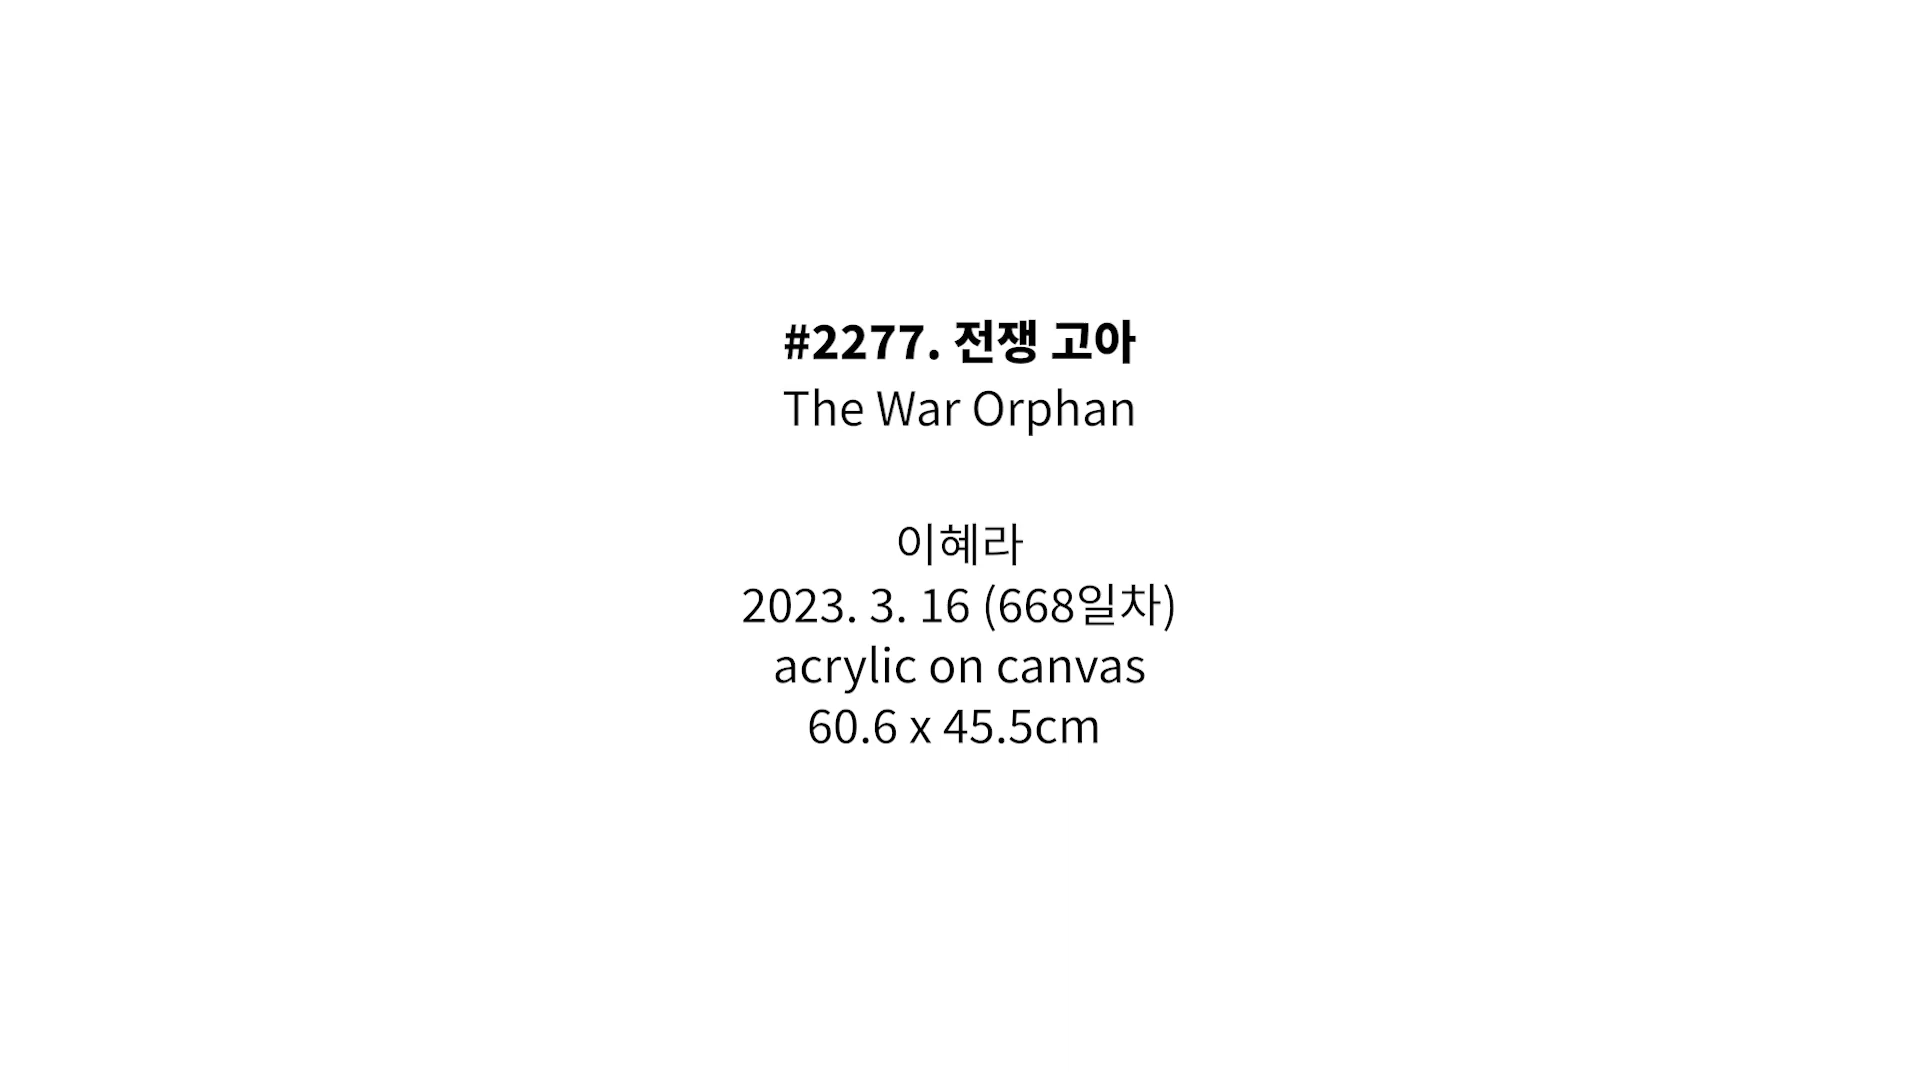 #2277. 전쟁 고아
The War Orphan
이혜라
2023. 3. 16 (668일차)
acrylic on canvas
60.6 x 45.5cm